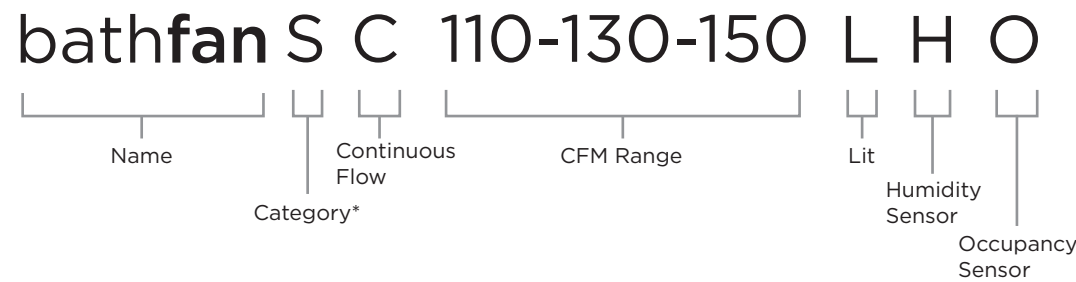 bathfan S C 110-130-150 L H O
Name
Continuous
Flow
CFM Range
Lit
Category*
Humidity
Sensor
Occupancy
Sensor